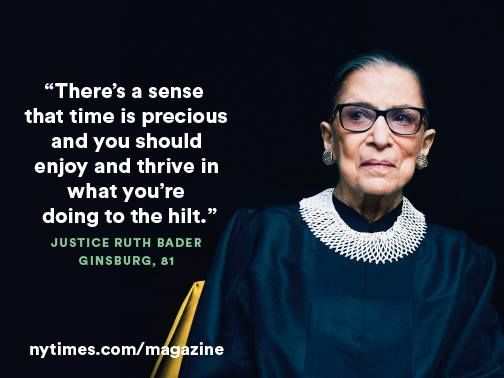 “There’s a sense
that time is precious
and you should
enjoy and thrive in
what you’re
doing to the hilt.”
JUSTICE RUTH BADER
GINSBURG, 81
nytimes.com/magazine